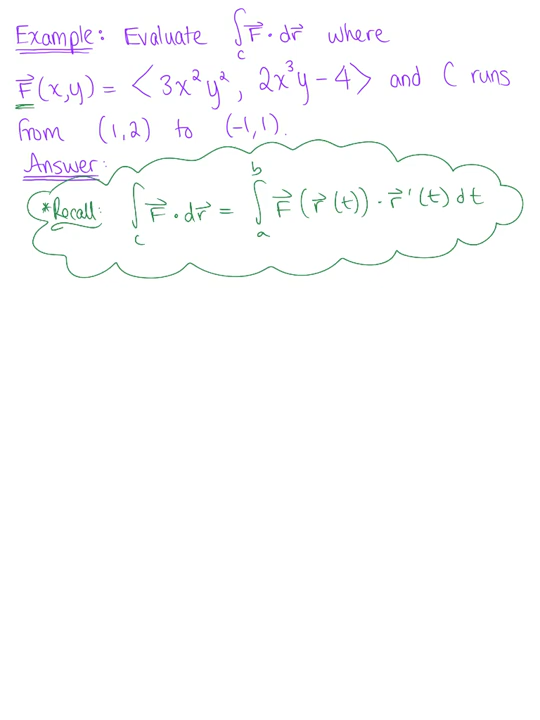 Example: Evaluate ∫_C F⃗ · dr⃗ where
F⃗(x,y) = <3x²y², 2x³y - 4> and C runs
from (1,2) to (-1,1).
Answer:
*Recall: ∫_C F⃗ · dr⃗ = ∫_a^b F⃗(r⃗(t)) · r⃗'(t) dt